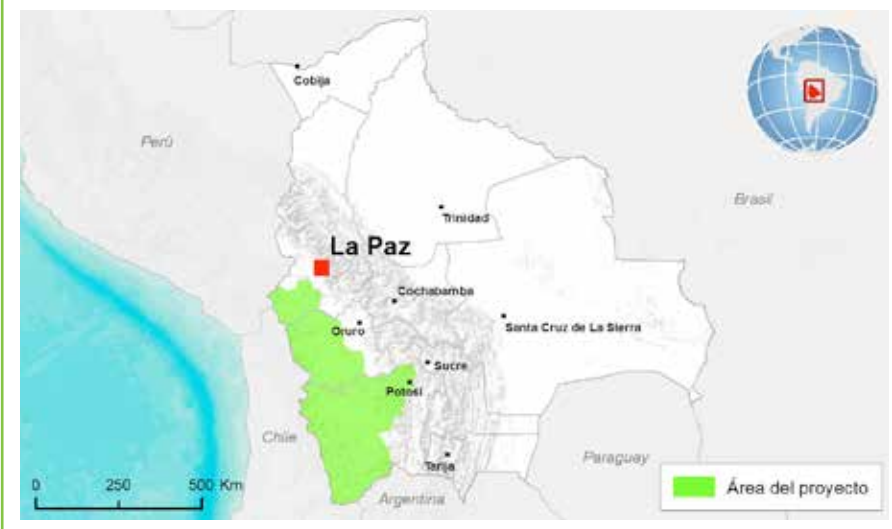 Cobija
Perú
Brasil
Trinidad
La Paz
Cochabamba
Oruro
Santa Cruz de La Sierra
Sucre
Potosí
Chile
Tarija
Paraguay
0 250 500 Km
Área del proyecto
Argentina